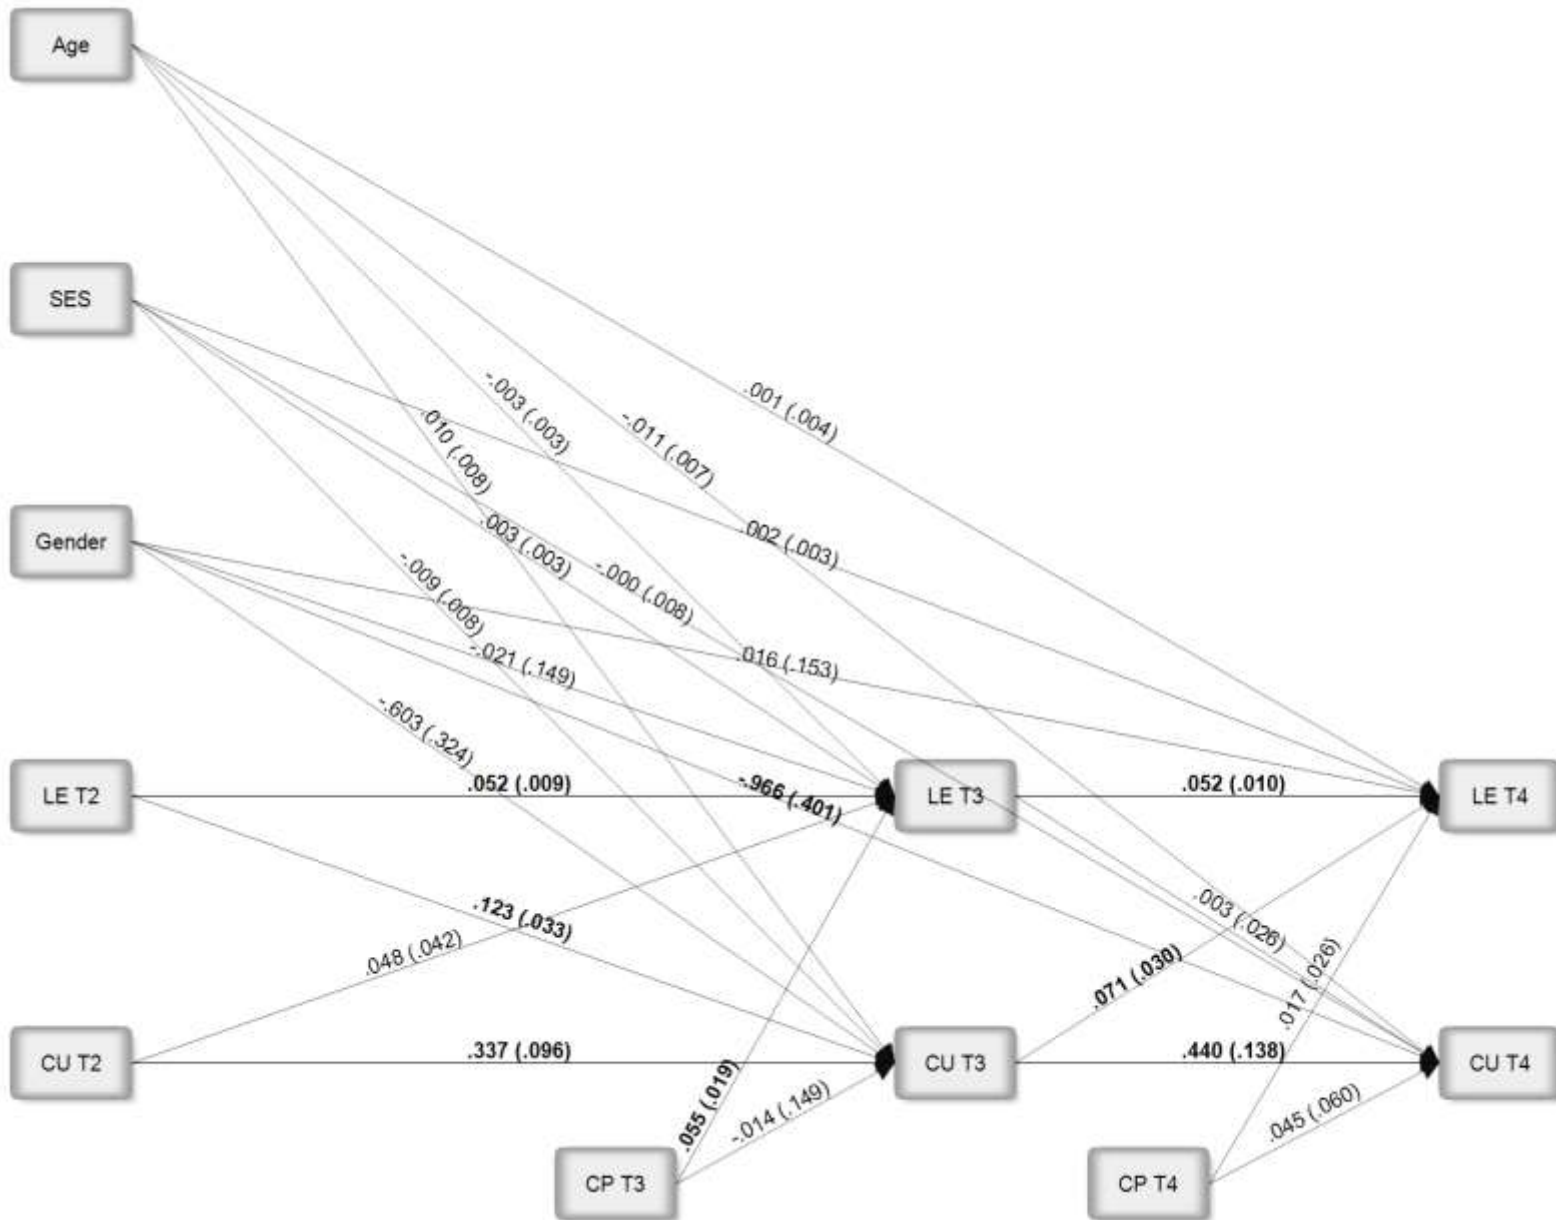 Age
SES
-.003 (.003)
.001 (.004)
.010 (.008)
-.011 (.007)
Gender
.003 (.003)
.002 (.003)
-.009 (.008)
-.000 (.008)
-.021 (.149)
.016 (.153)
-.603 (.324)
LE T2
.052 (.009)
-.966 (.401)
LE T3
.052 (.010)
LE T4
.123 (.033)
.003 (.026)
.048 (.042)
.071 (.030)
.017 (.026)
CU T2
.337 (.096)
CU T3
.440 (.138)
CU T4
.055 (.019)
-.014 (.149)
.045 (.060)
CP T3
CP T4